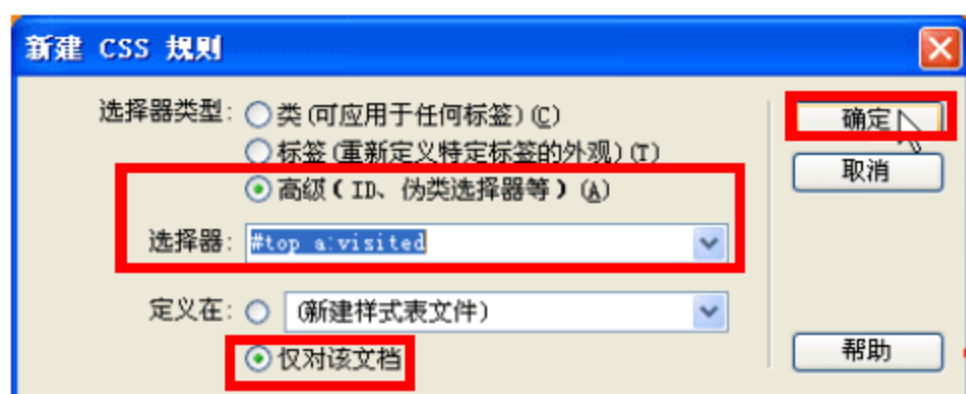 新建 CSS 规则
选择器类型: 类(可应用于任何标签)(C)
确定
标签(重新定义特定标签的外观)(T)
取消
高级(ID、伪类选择器等)(A)
选择器: #top a:visited
定义在: (新建样式表文件)
仅对该文档
帮助